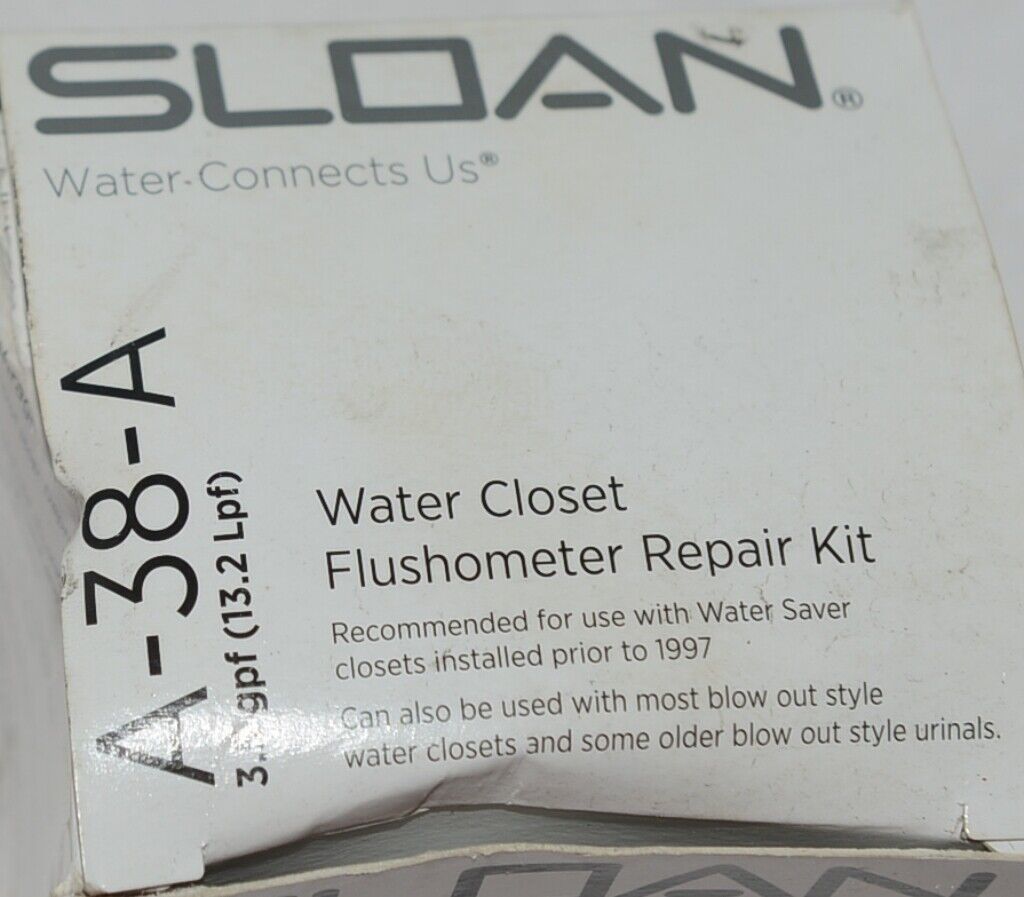 SLOAN®
Water Connects Us®
A-38-A
gpf (13.2 Lpf)
Water Closet
Flushometer Repair Kit
Recommended for use with Water Saver
closets installed prior to 1997
Can also be used with most blow out style
water closets and some older blow out style urinals.
SLOAN